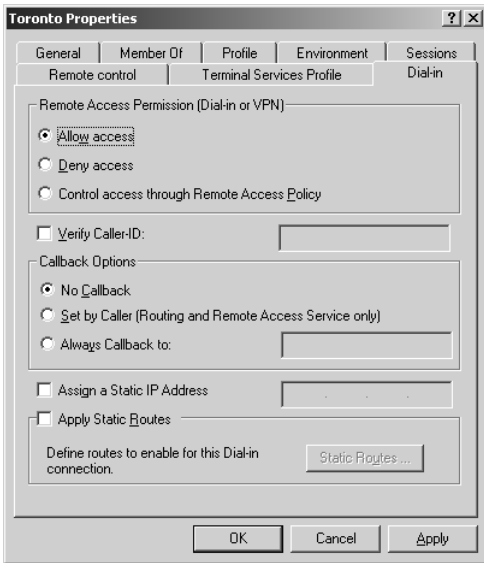 Toronto Properties
General Member Of Profile Environment Sessions
Remote control Terminal Services Profile Dial-in
Remote Access Permission (Dial-in or VPN)
Allow access
Deny access
Control access through Remote Access Policy
Verify Caller-ID:
Callback Options
No Callback
Set by Caller (Routing and Remote Access Service only)
Always Callback to:
Assign a Static IP Address
Apply Static Routes
Define routes to enable for this Dial-in
connection.
Static Routes ...
OK Cancel Apply